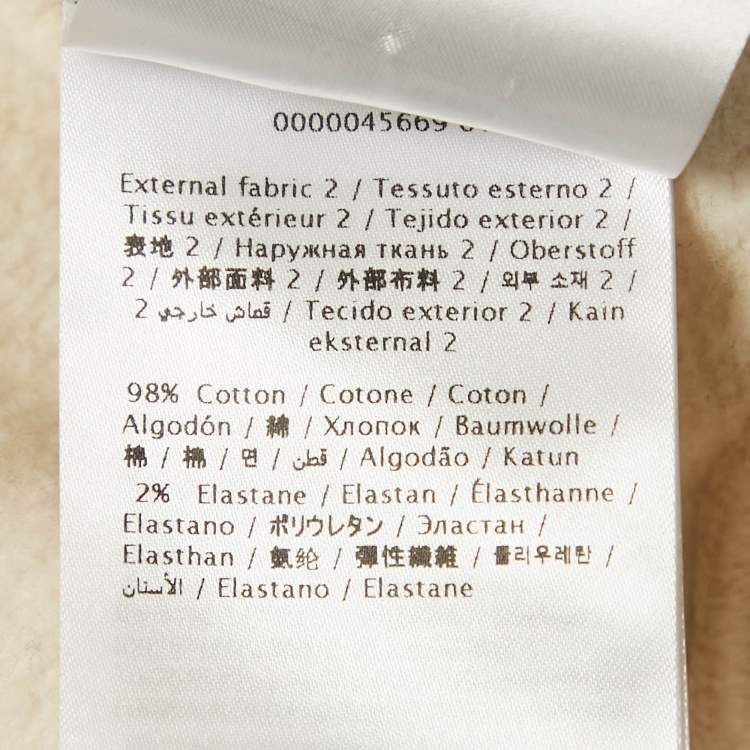 0000045669
External fabric 2 / Tessuto esterno 2 /
Tissu extérieur 2 / Tejido exterior 2 /
表地 2 / Наружная ткань 2 / Oberstoff
2 / 外部面料 2 / 外部布料 2 / 외부 소재 2 /
2 قماش خارجي / Tecido exterior 2 / Kain
eksternal 2
98% Cotton / Cotone / Coton /
Algodón / 綿 / Хлопок / Baumwolle /
棉 / 棉 / 면 / قطن / Algodão / Katun
2% Elastane / Elastan / Élasthanne /
Elastano / ポリウレタン / Эластан /
Elasthan / 氨纶 / 彈性纖維 / 폴리우레탄 /
الأستان / Elastano / Elastane